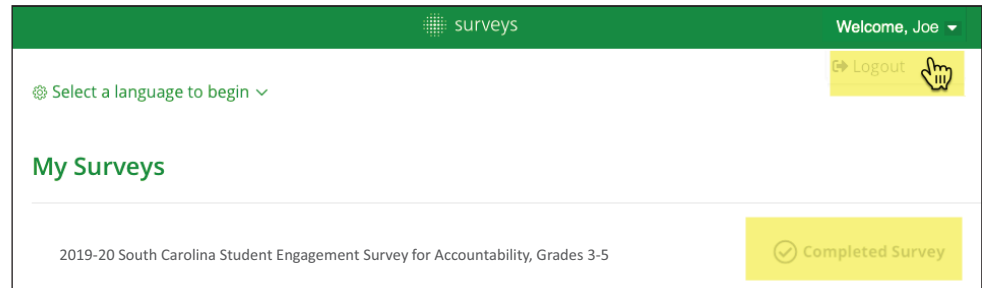 surveys
Welcome, Joe
Logout
Select a language to begin
My Surveys
2019-20 South Carolina Student Engagement Survey for Accountability, Grades 3-5
Completed Survey